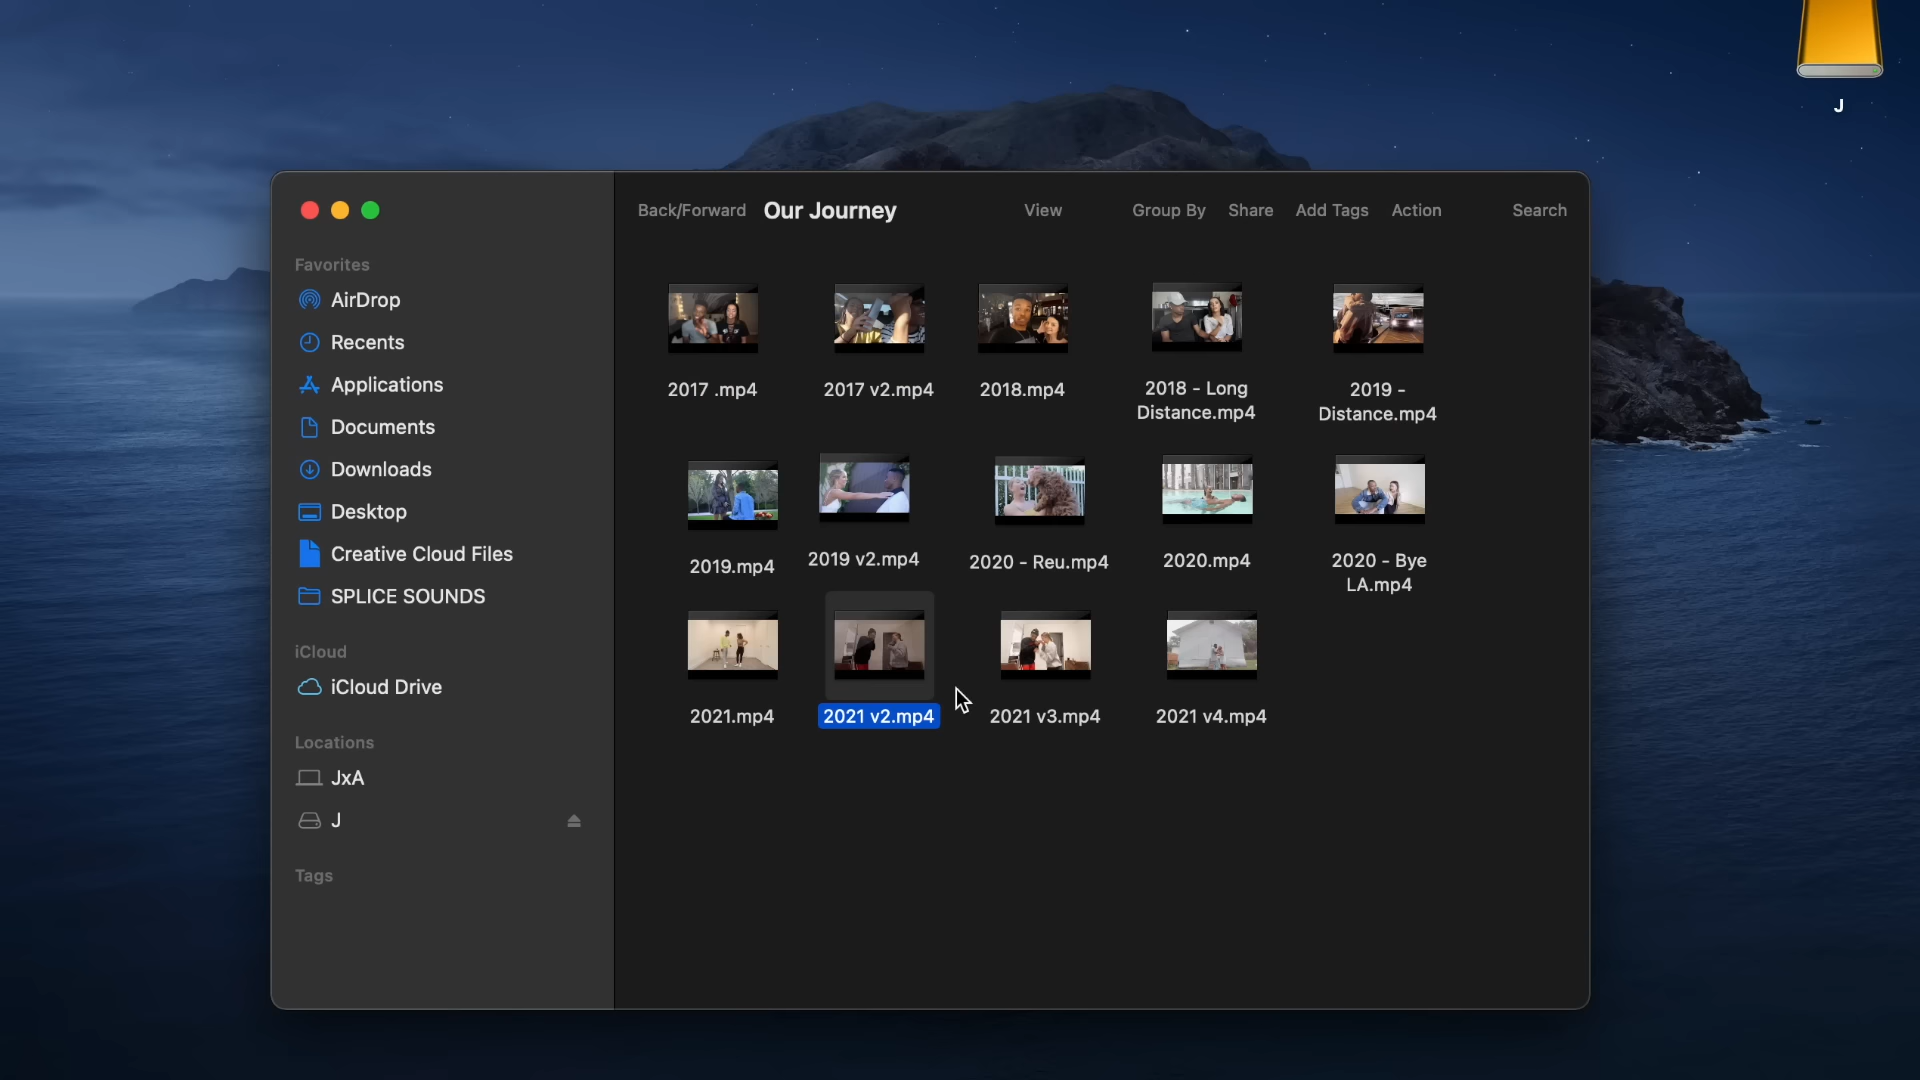 J
Back/Forward
Our Journey
View
Group By
Share
Add Tags
Action
Search
Favorites
AirDrop
Recents
Applications
Documents
Downloads
Desktop
Creative Cloud Files
SPLICE SOUNDS
iCloud
iCloud Drive
Locations
JxA
J
Tags
2017 .mp4
2017 v2.mp4
2018.mp4
2018 - Long
Distance.mp4
2019 -
Distance.mp4
2019.mp4
2019 v2.mp4
2020 - Reu.mp4
2020.mp4
2020 - Bye
LA.mp4
2021.mp4
2021 v2.mp4
2021 v3.mp4
2021 v4.mp4